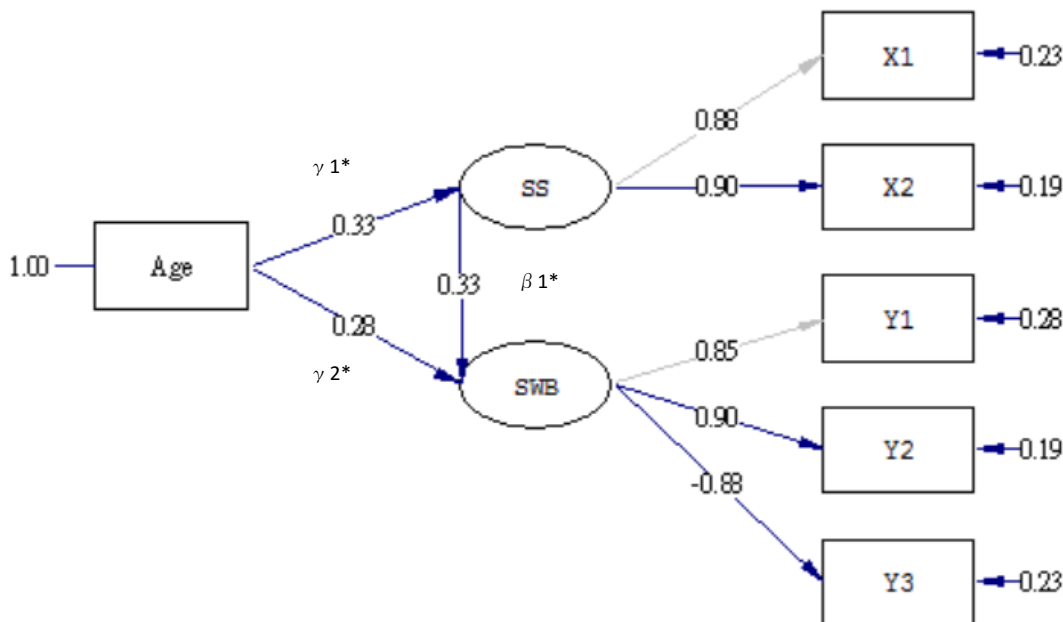 X1
0.23
0.88
γ 1*
SS
0.90
X2
0.19
0.33
1.00
Age
0.33
β 1*
Y1
0.28
0.28
0.85
γ 2*
SWB
0.90
Y2
0.19
-0.88
Y3
0.23